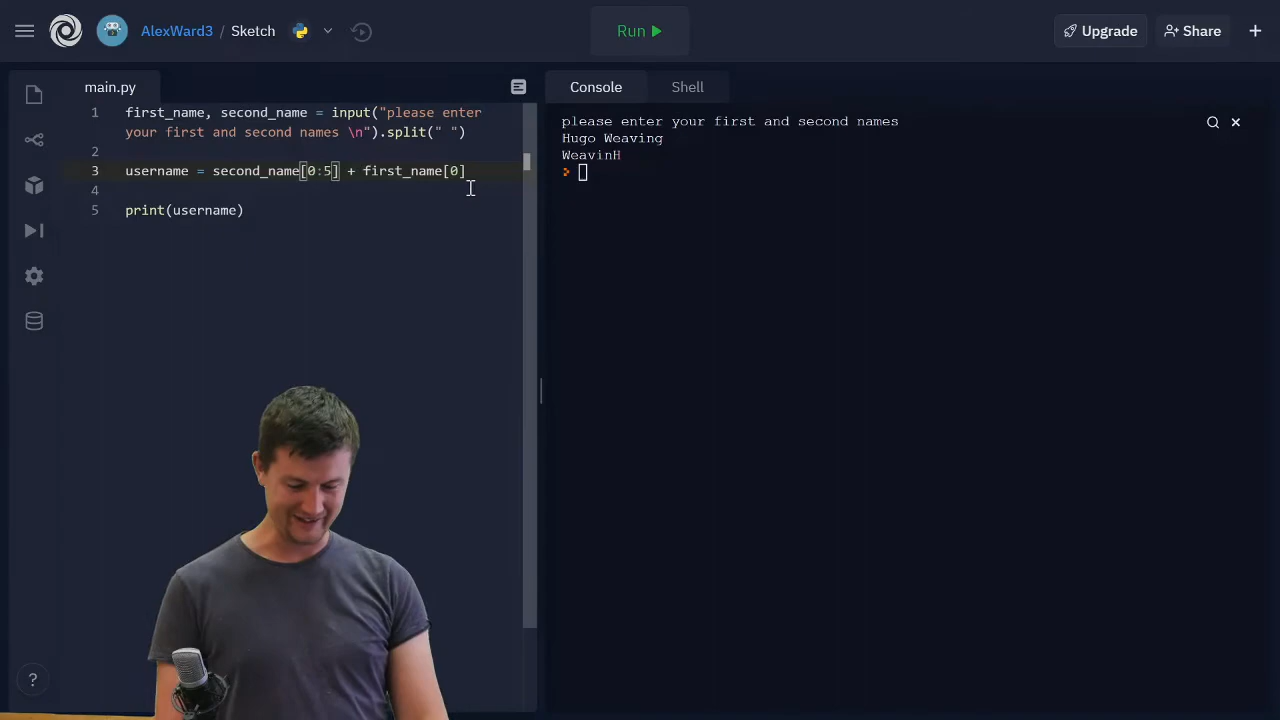 AlexWard3 / Sketch
Run
Upgrade
Share
main.py
Console
Shell
1 first_name, second_name = input("please enter
your first and second names \n").split(" ")
2
3 username = second_name[0:5] + first_name[0]
4
5 print(username)
please enter your first and second names
Hugo Weaving
WeavinH
?